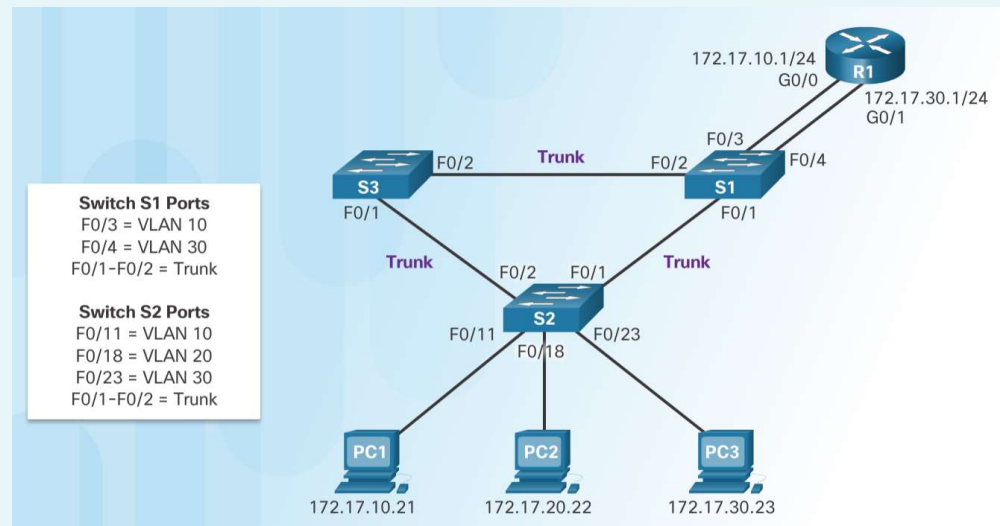 172.17.10.1/24
G0/0
R1
172.17.30.1/24
G0/1
F0/3
Trunk
F0/2
F0/2
F0/4
S3
S1
F0/1
F0/1
Switch S1 Ports
F0/3 = VLAN 10
F0/4 = VLAN 30
F0/1-F0/2 = Trunk
Switch S2 Ports
F0/11 = VLAN 10
F0/18 = VLAN 20
F0/23 = VLAN 30
F0/1-F0/2 = Trunk
Trunk
Trunk
F0/2
F0/1
S2
F0/11
F0/18
F0/23
PC1
PC2
PC3
172.17.10.21
172.17.20.22
172.17.30.23